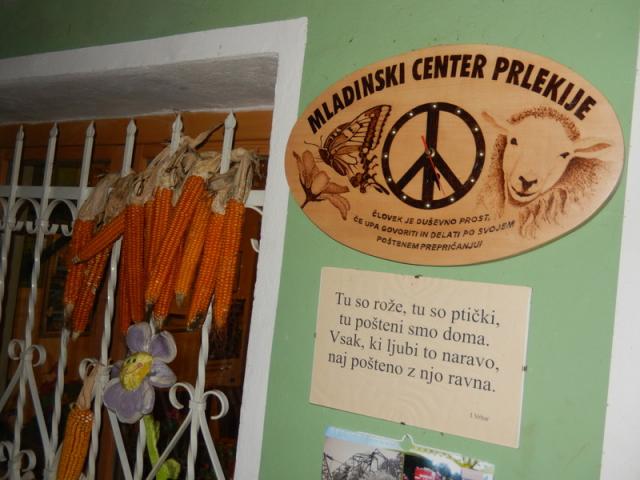 MLADINSKI CENTER PRLEKIJE
ČLOVEK JE DUŠEVNO PROST,
ČE UPA GOVORITI IN DELATI PO SVOJEM
POŠTENEM PREPRIČANJU!
Tu so rože, tu so ptički,
tu pošteni smo doma.
Vsak, ki ljubi to naravo,
naj pošteno z njo ravna.